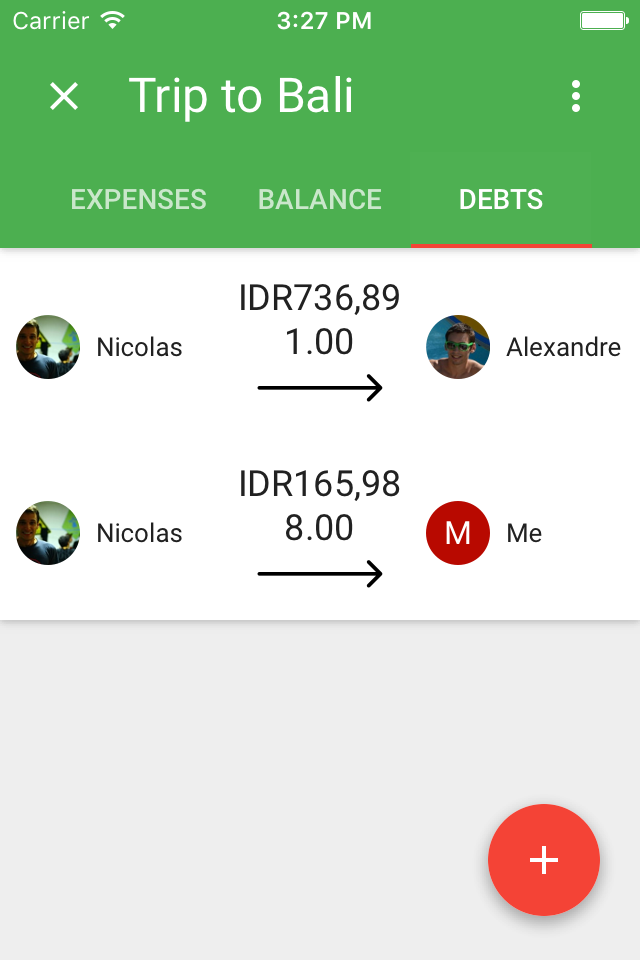 Carrier 3:27 PM
Trip to Bali
EXPENSES BALANCE DEBTS
IDR736,89
1.00
Nicolas Alexandre
IDR165,98
8.00
Nicolas M Me